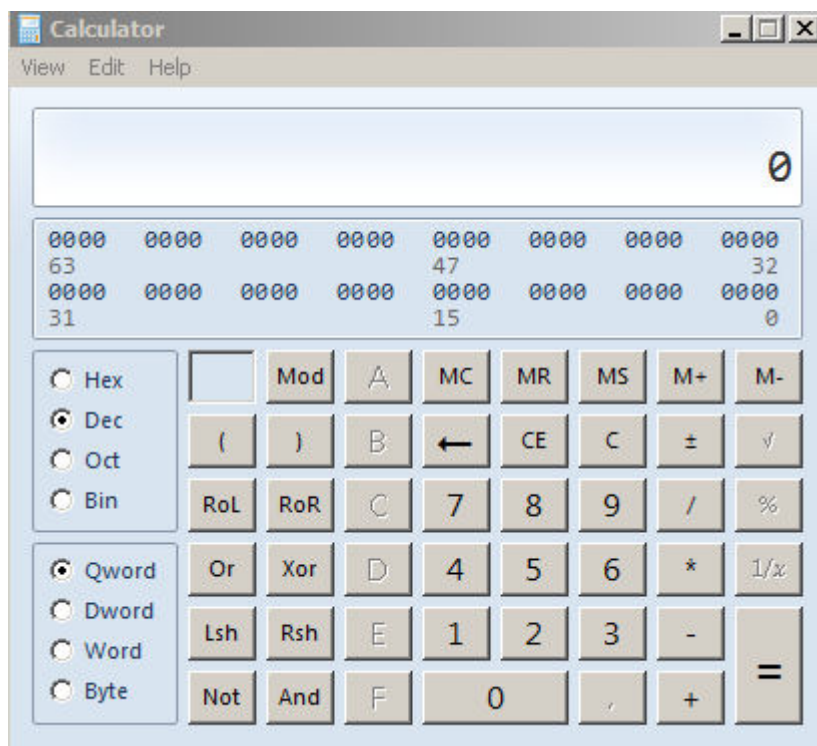 Calculator
View Edit Help
0
0000 0000 0000 0000 0000 0000 0000 0000
63 47 32
0000 0000 0000 0000 0000 0000 0000 0000
31 15 0
Hex
Dec
Oct
Bin
Qword
Dword
Word
Byte
Mod A MC MR MS M+ M-
( ) B ← CE C ± √
RoL RoR C 7 8 9 / %
Or Xor D 4 5 6 * 1/x
Lsh Rsh E 1 2 3 - =
Not And F 0 , +